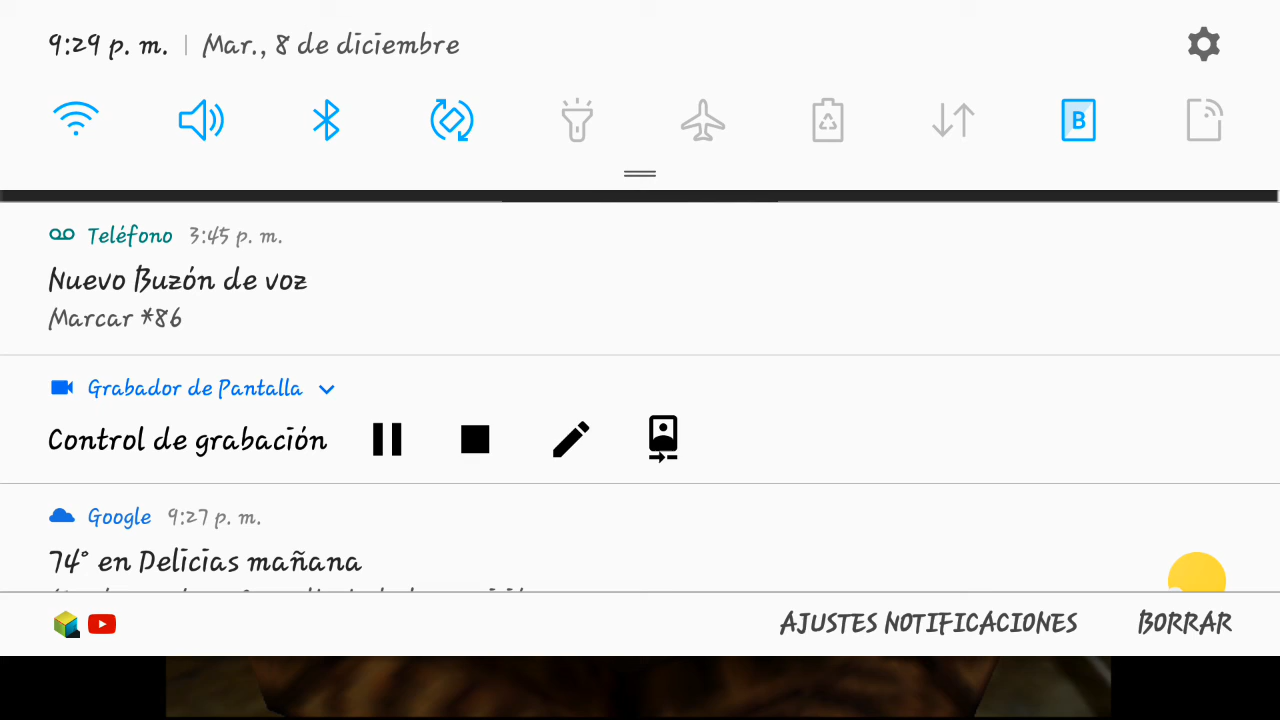 9:29 p. m. | Mar., 8 de diciembre
B
Teléfono 3:45 p. m.
Nuevo Buzón de voz
Marcar *86
Grabador de Pantalla
Control de grabación
Google 9:27 p. m.
74° en Delicias mañana
AJUSTES NOTIFICACIONES BORRAR